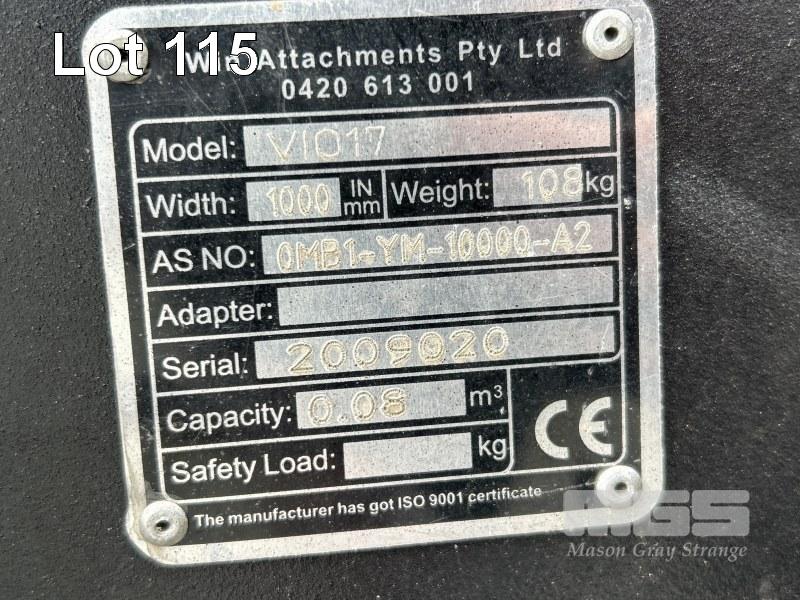 Lot 115
Attachments Pty Ltd
0420 613 001
Model: VIO17
Width: 1000 IN mm Weight: 108 kg
AS NO: 0MB1-YM-10000-A2
Adapter:
Serial: 2009020
Capacity: 0.08 m³
Safety Load: kg
CE
The manufacturer has got ISO 9001 certificate
MGS
Mason Gray Strange